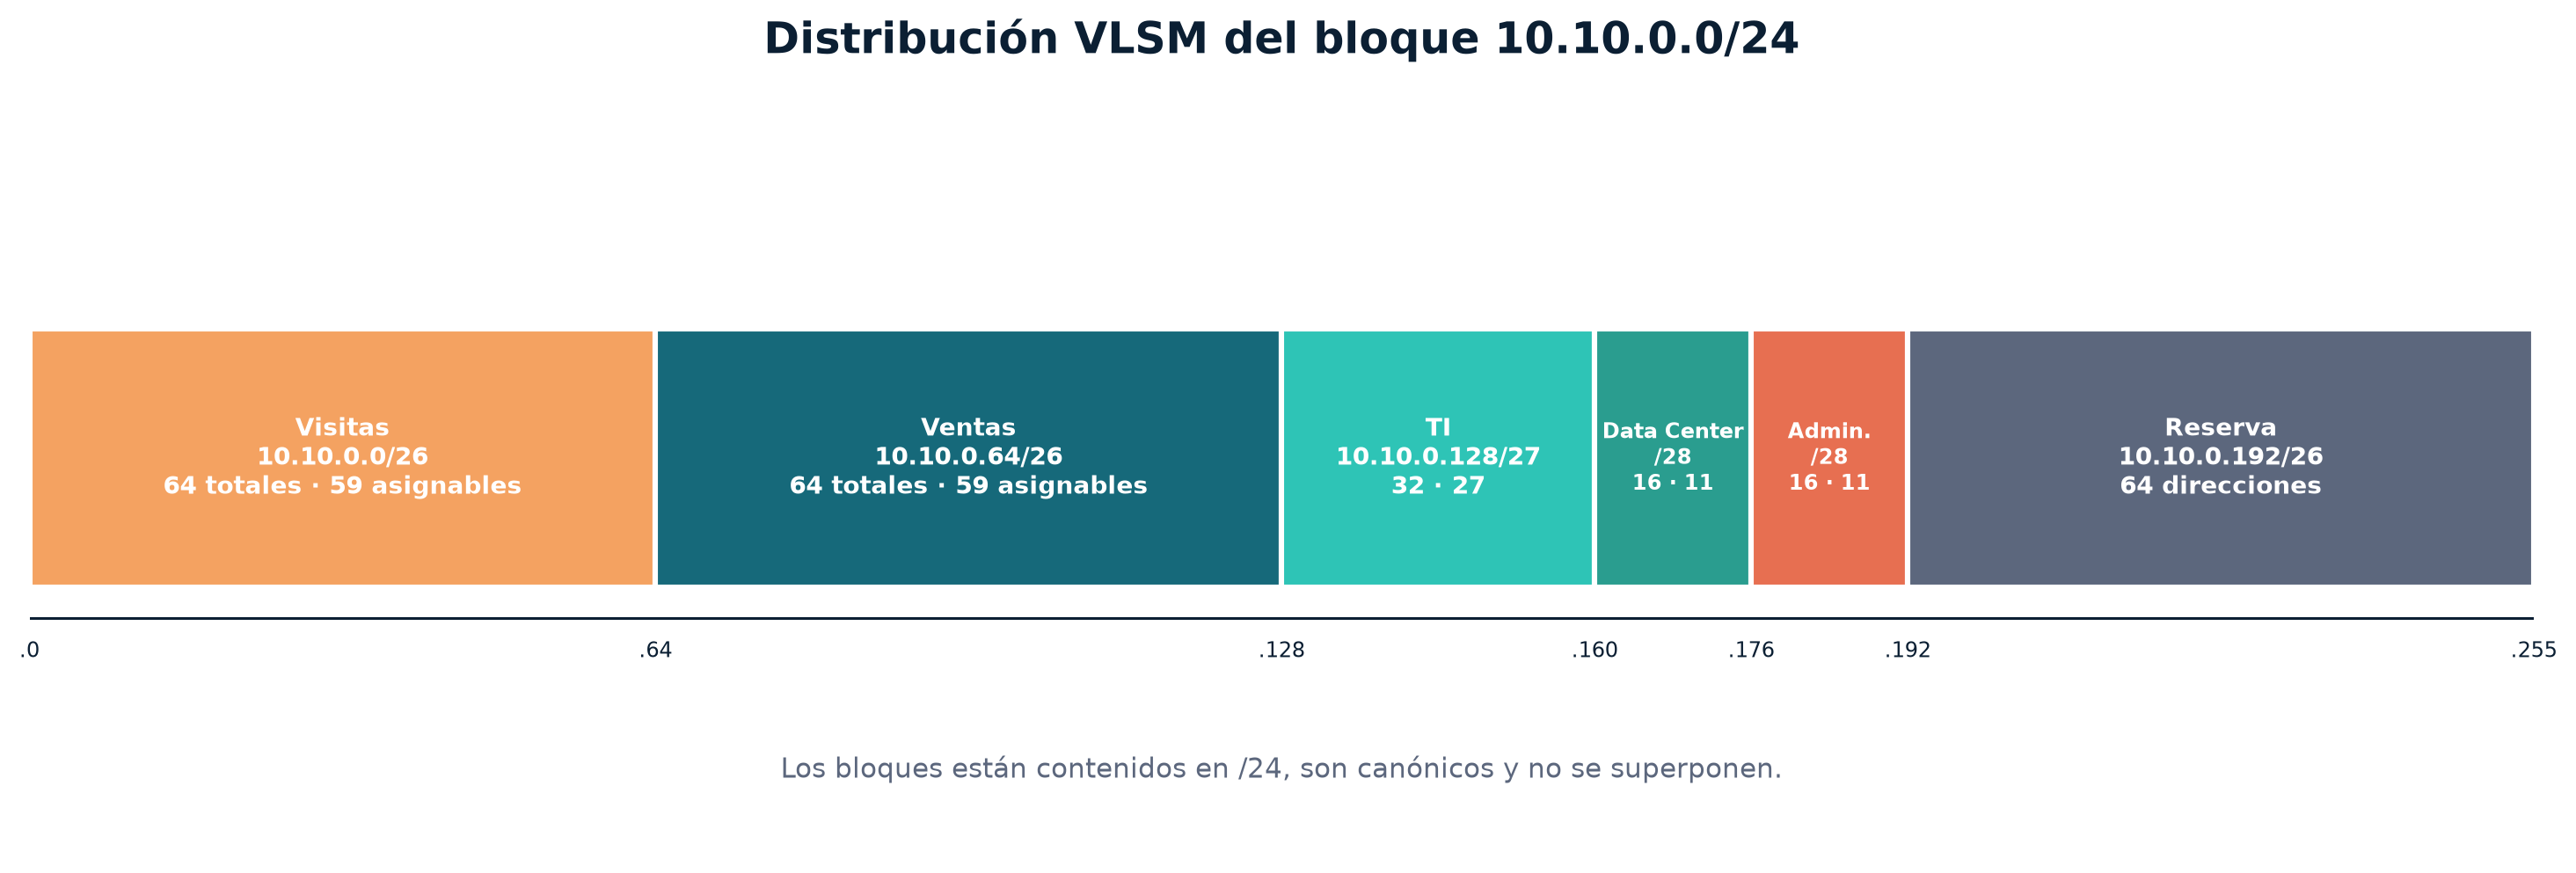 Distribución VLSM del bloque 10.10.0.0/24
Visitas
10.10.0.0/26
64 totales · 59 asignables
Ventas
10.10.0.64/26
64 totales · 59 asignables
TI
10.10.0.128/27
32 · 27
Data Center
/28
16 · 11
Admin.
/28
16 · 11
Reserva
10.10.0.192/26
64 direcciones
.0
.64
.128
.160
.176
.192
.255
Los bloques están contenidos en /24, son canónicos y no se superponen.